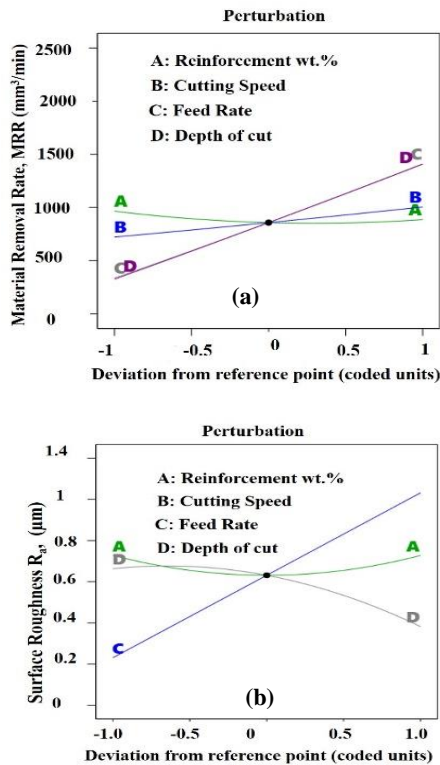 Perturbation
Material Removal Rate, MRR (mm³/min)
2500
2000
1500
1000
500
0
A: Reinforcement wt.%
B: Cutting Speed
C: Feed Rate
D: Depth of cut
D C
A
B
B
A
C D
(a)
-1 -0.5 0 0.5 1
Deviation from reference point (coded units)
Perturbation
Surface Roughness Ra, (µm)
1.4
1
0.8
0.6
0.4
0.2
0
A: Reinforcement wt.%
B: Cutting Speed
C: Feed Rate
D: Depth of cut
A
A
D
D
C
(b)
-1.0 -0.5 0 0.5 1.0
Deviation from reference point (coded units)